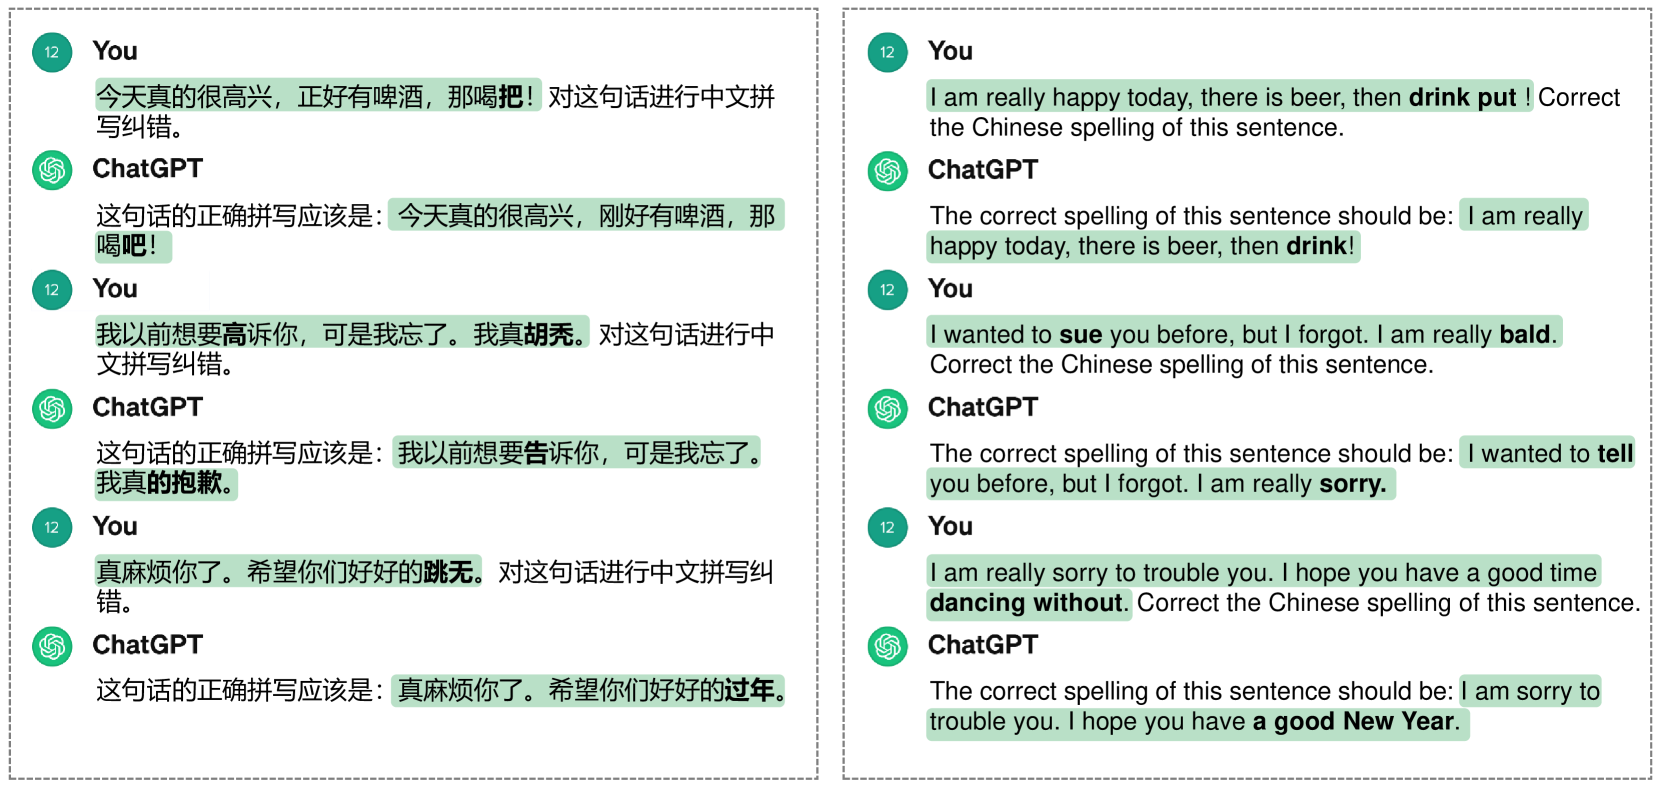 12 You
今天真的很高兴，正好有啤酒，那喝把！ 对这句话进行中文拼
写纠错。
ChatGPT
这句话的正确拼写应该是： 今天真的很高兴，刚好有啤酒，那
喝吧！
12 You
我以前想要高诉你，可是我忘了。我真胡秃。 对这句话进行中
文拼写纠错。
ChatGPT
这句话的正确拼写应该是： 我以前想要告诉你，可是我忘了。
我真的抱歉。
12 You
真麻烦你了。希望你们好好的跳无。 对这句话进行中文拼写纠
错。
ChatGPT
这句话的正确拼写应该是： 真麻烦你了。希望你们好好的过年。
12 You
I am really happy today, there is beer, then drink put ! Correct
the Chinese spelling of this sentence.
ChatGPT
The correct spelling of this sentence should be: I am really
happy today, there is beer, then drink!
12 You
I wanted to sue you before, but I forgot. I am really bald.
Correct the Chinese spelling of this sentence.
ChatGPT
The correct spelling of this sentence should be: I wanted to tell
you before, but I forgot. I am really sorry.
12 You
I am really sorry to trouble you. I hope you have a good time
dancing without. Correct the Chinese spelling of this sentence.
ChatGPT
The correct spelling of this sentence should be: I am sorry to
trouble you. I hope you have a good New Year.